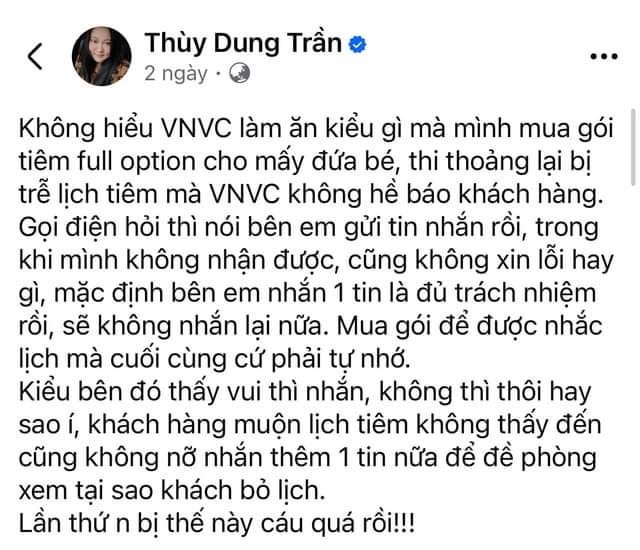 Thùy Dung Trần
2 ngày ·
Không hiểu VNVC làm ăn kiểu gì mà mình mua gói
tiêm full option cho mấy đứa bé, thi thoảng lại bị
trễ lịch tiêm mà VNVC không hề báo khách hàng.
Gọi điện hỏi thì nói bên em gửi tin nhắn rồi, trong
khi mình không nhận được, cũng không xin lỗi hay
gì, mặc định bên em nhắn 1 tin là đủ trách nhiệm
rồi, sẽ không nhắn lại nữa. Mua gói để được nhắc
lịch mà cuối cùng cứ phải tự nhớ.
Kiểu bên đó thấy vui thì nhắn, không thì thôi hay
sao í, khách hàng muộn lịch tiêm không thấy đến
cũng không nỡ nhắn thêm 1 tin nữa để đề phòng
xem tại sao khách bỏ lịch.
Lần thứ n bị thế này cáu quá rồi!!!